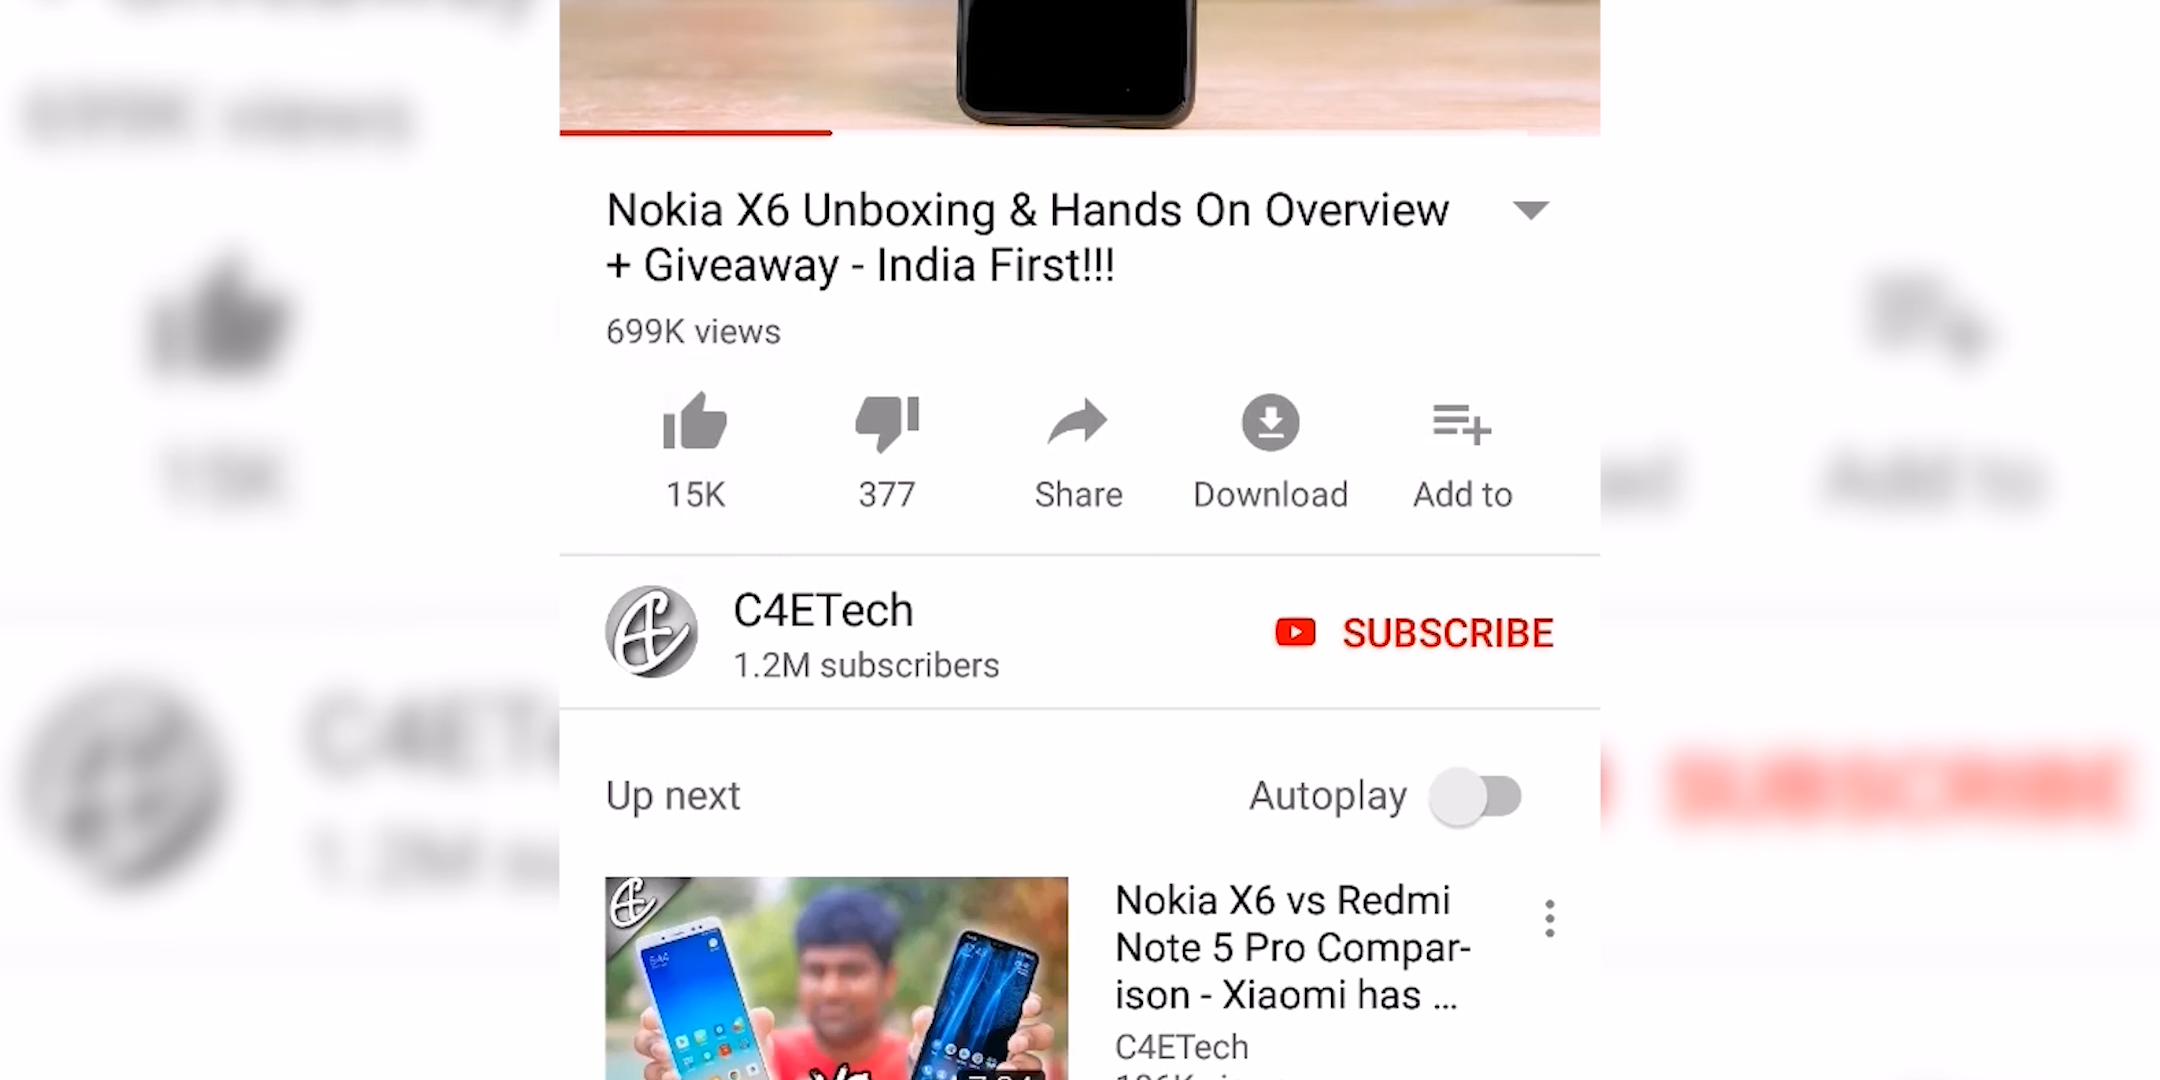 Nokia X6 Unboxing & Hands On Overview
+ Giveaway - India First!!!
699K views
15K
377
Share
Download
Add to
C4ETech
1.2M subscribers
SUBSCRIBE
Up next
Autoplay
Nokia X6 vs Redmi
Note 5 Pro Compar-
ison - Xiaomi has ...
C4ETech